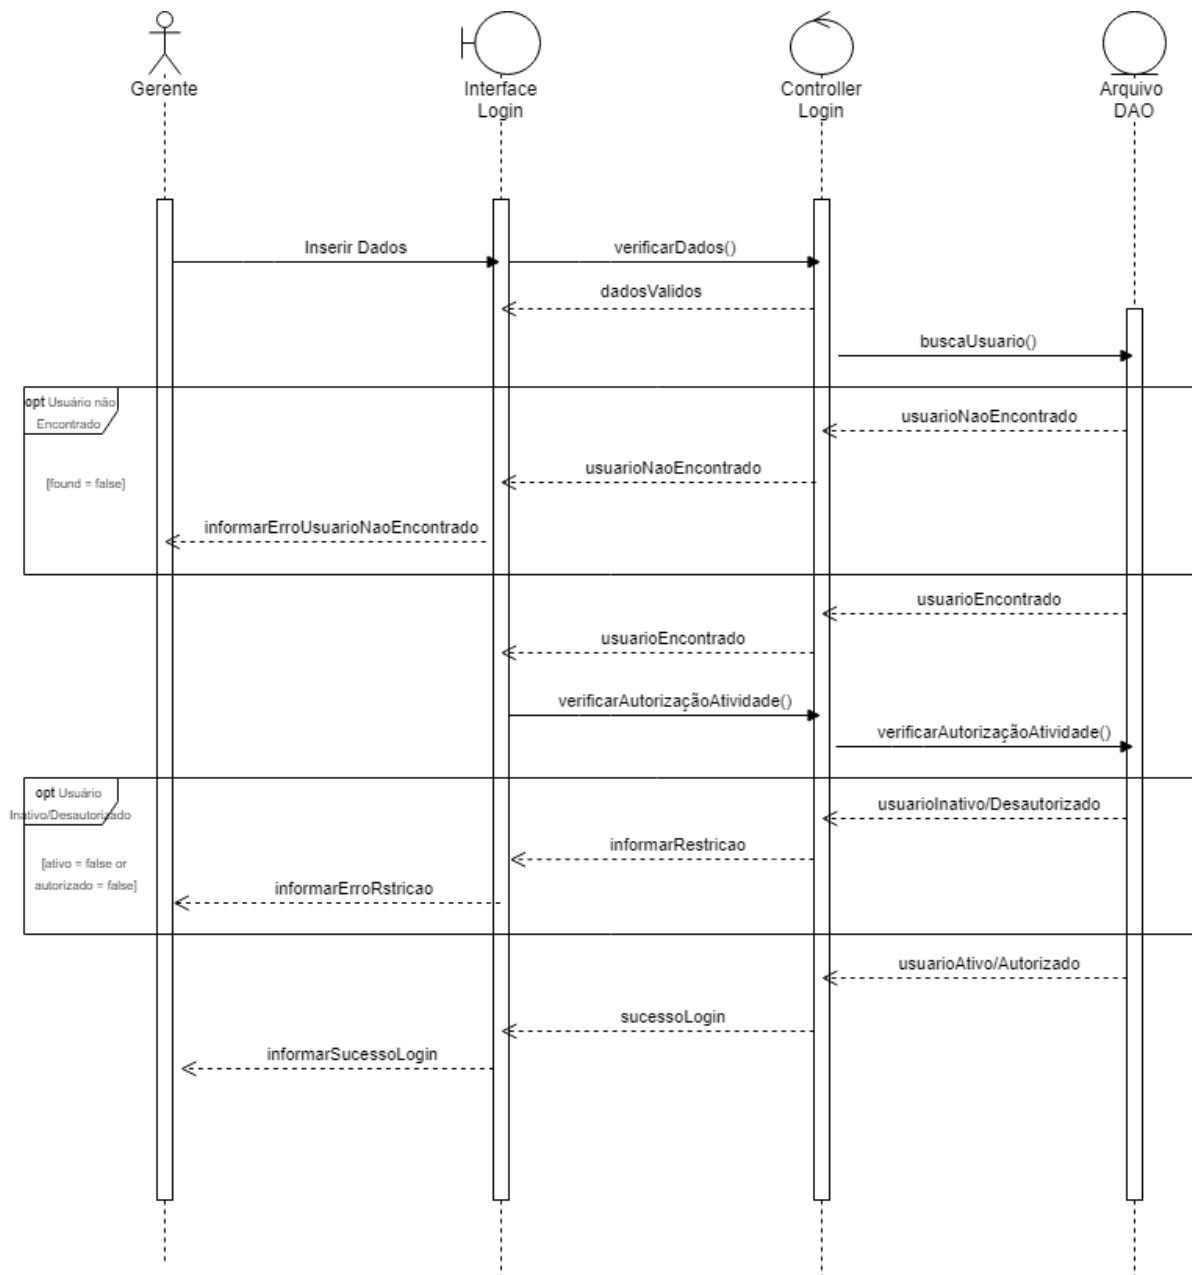 Gerente
Interface
Login
Controller
Login
Arquivo
DAO
Inserir Dados
verificarDados()
dadosValidos
buscaUsuario()
opt Usuário não
Encontrado
usuarioNaoEncontrado
usuarioNaoEncontrado
[found = false]
informarErroUsuarioNaoEncontrado
usuarioEncontrado
usuarioEncontrado
verificarAutorizaçãoAtividade()
verificarAutorizaçãoAtividade()
opt Usuário
Inativo/Desautorizado
usuarioInativo/Desautorizado
informarRestricao
[ativo = false or
autorizado = false]
informarErroRstricao
usuarioAtivo/Autorizado
sucessoLogin
informarSucessoLogin